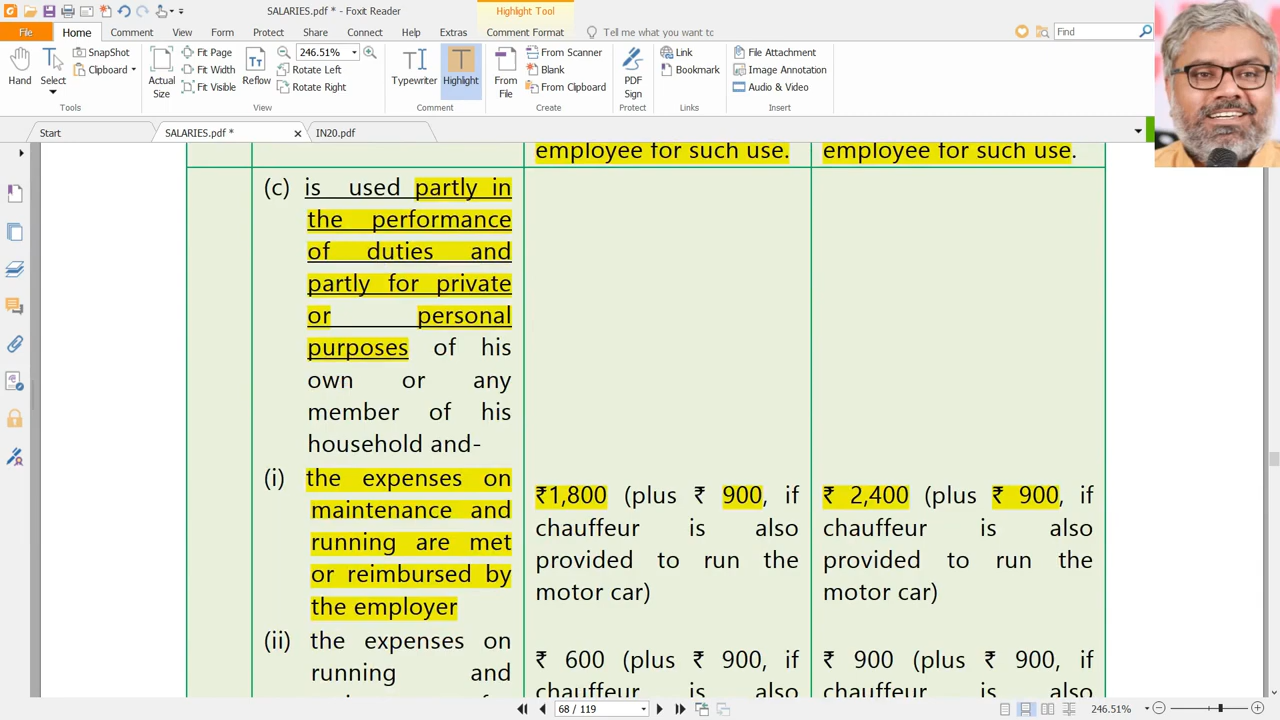 SALARIES.pdf * - Foxit Reader
Highlight Tool
File
Home
Comment
View
Form
Protect
Share
Connect
Help
Extras
Comment Format
Tell me what you want tc
Find
Hand
Select
SnapShot
Clipboard
Tools
Actual
Size
Fit Page
Fit Width
Fit Visible
Reflow
246.51%
Rotate Left
Rotate Right
View
Typewriter
Highlight
Comment
From
File
From Scanner
Blank
From Clipboard
Create
PDF
Sign
Protect
Link
Bookmark
Links
File Attachment
Image Annotation
Audio & Video
Insert
Start
SALARIES.pdf *
IN20.pdf
employee for such use.
employee for such use.
(c) is used partly in
the performance
of duties and
partly for private
or personal
purposes of his
own or any
member of his
household and-
(i) the expenses on
maintenance and
running are met
or reimbursed by
the employer
(ii) the expenses on
running and
₹1,800 (plus ₹ 900, if
chauffeur is also
provided to run the
motor car)
₹ 600 (plus ₹ 900, if
chauffeur is also
₹ 2,400 (plus ₹ 900, if
chauffeur is also
provided to run the
motor car)
₹ 900 (plus ₹ 900, if
chauffeur is also
68 / 119
246.51%